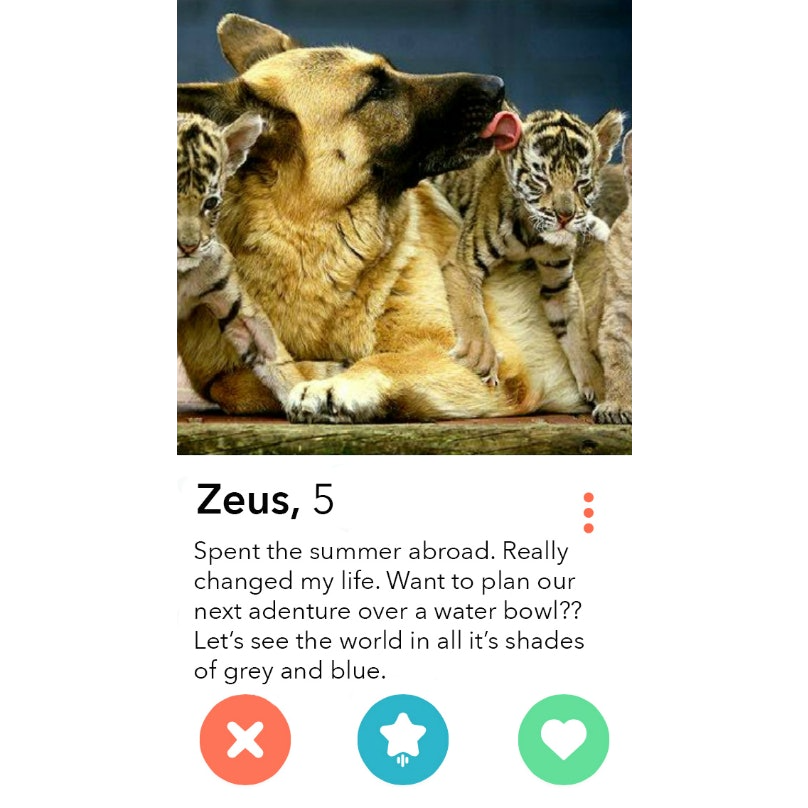 Zeus, 5
Spent the summer abroad. Really
changed my life. Want to plan our
next adenture over a water bowl??
Let's see the world in all it's shades
of grey and blue.